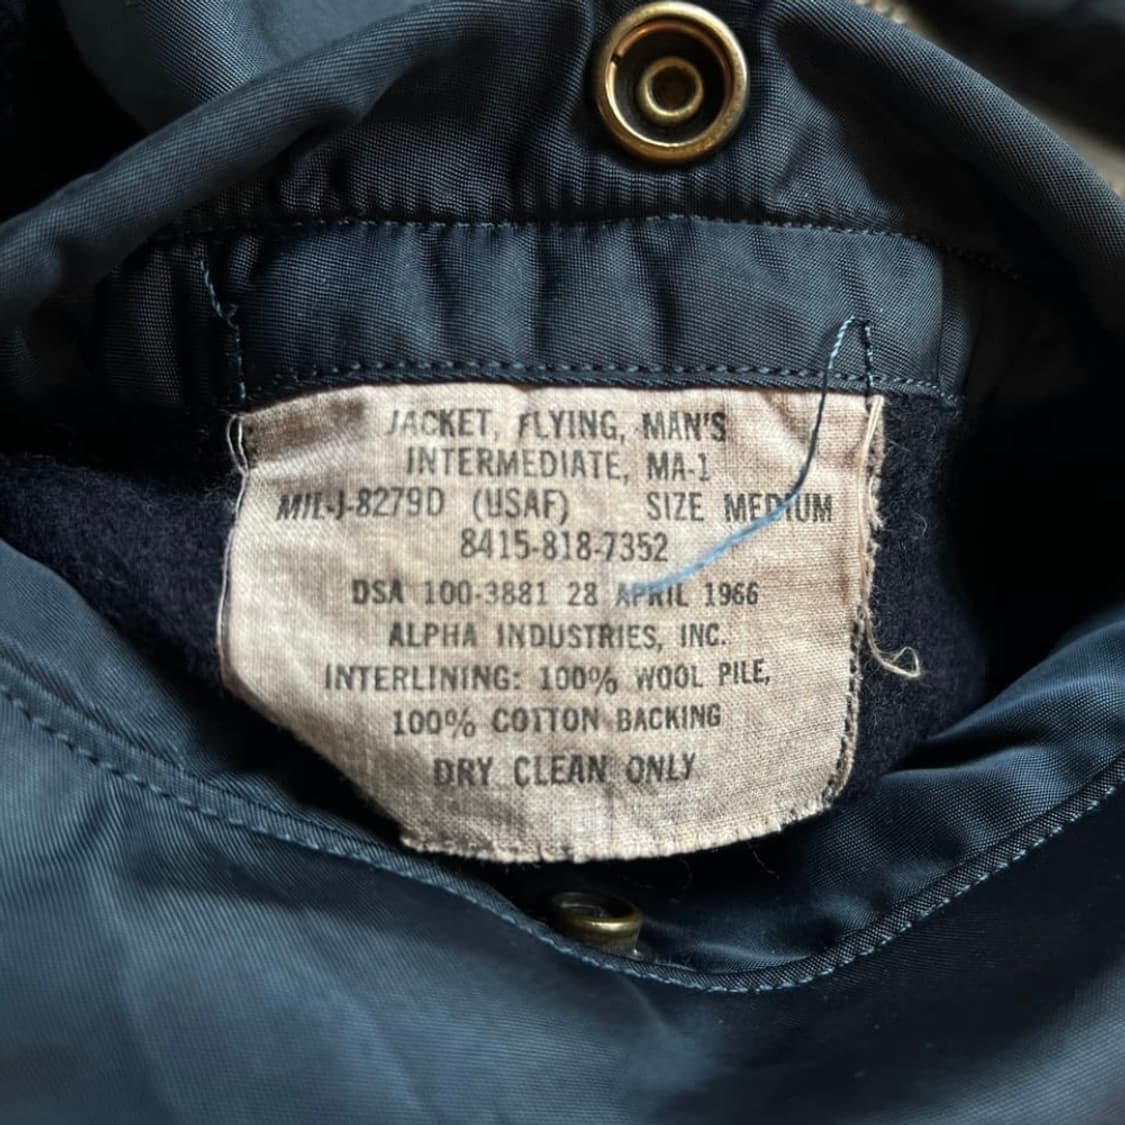 JACKET, FLYING, MAN'S
INTERMEDIATE, MA-1
MIL-J-8279D (USAF) SIZE MEDIUM
8415-818-7352
DSA 100-3881 28 APRIL 1966
ALPHA INDUSTRIES, INC.
INTERLINING: 100% WOOL PILE,
100% COTTON BACKING
DRY CLEAN ONLY